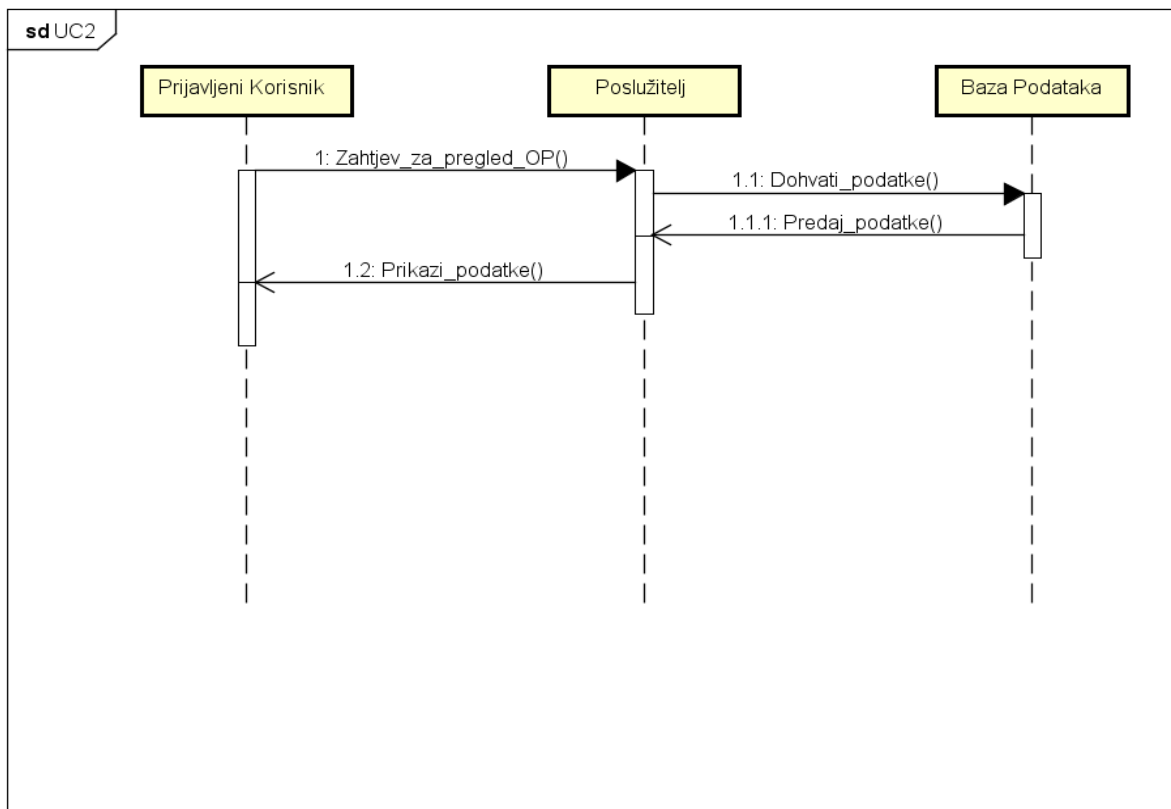 sd UC2
Prijavljeni Korisnik
Poslužitelj
Baza Podataka
1: Zahtjev_za_pregled_OP()
1.1: Dohvati_podatke()
1.1.1: Predaj_podatke()
1.2: Prikazi_podatke()